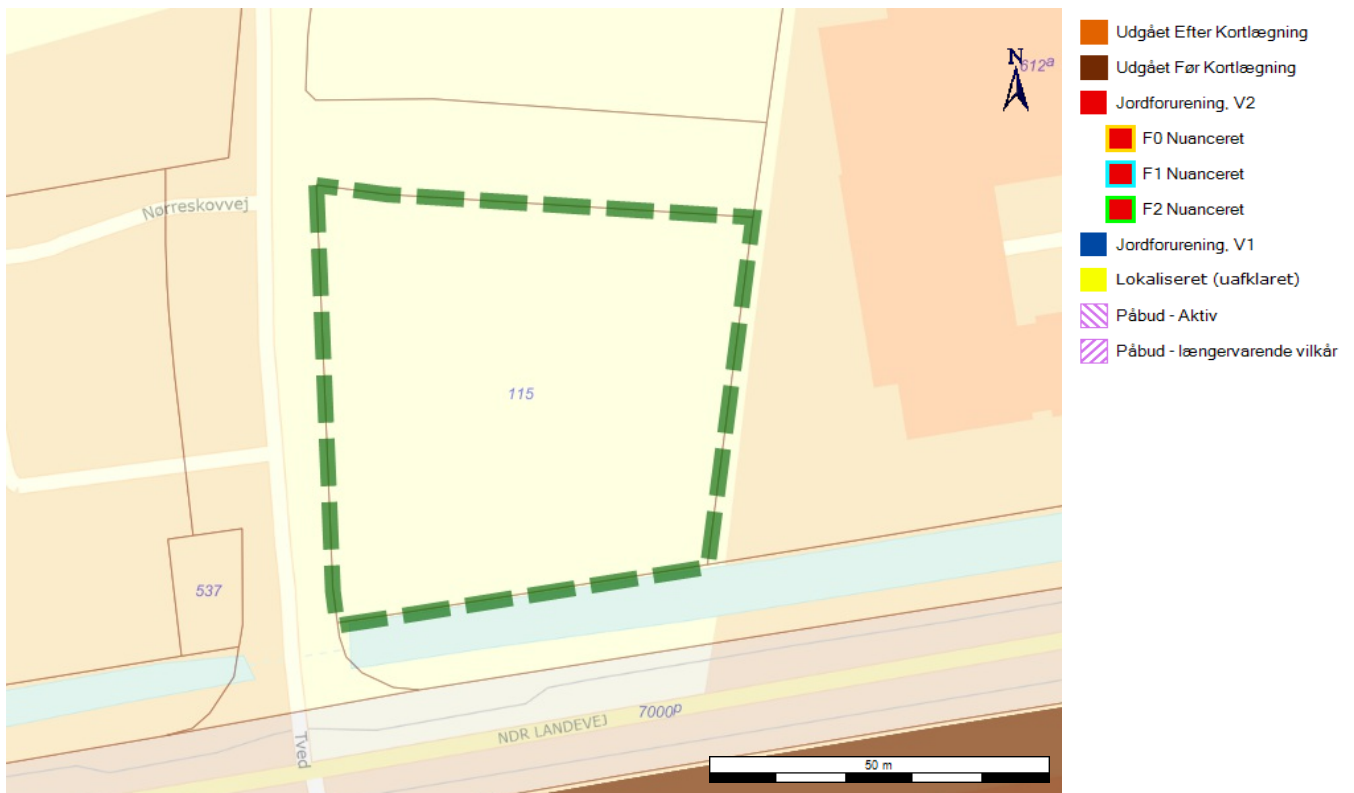 N
612a
Nørreskovvej
115
537
7000p
NDR LANDEVEJ
Tved
50 m
Udgået Efter Kortlægning
Udgået Før Kortlægning
Jordforurening, V2
F0 Nuanceret
F1 Nuanceret
F2 Nuanceret
Jordforurening, V1
Lokaliseret (uafklaret)
Påbud - Aktiv
Påbud - længervarende vilkår